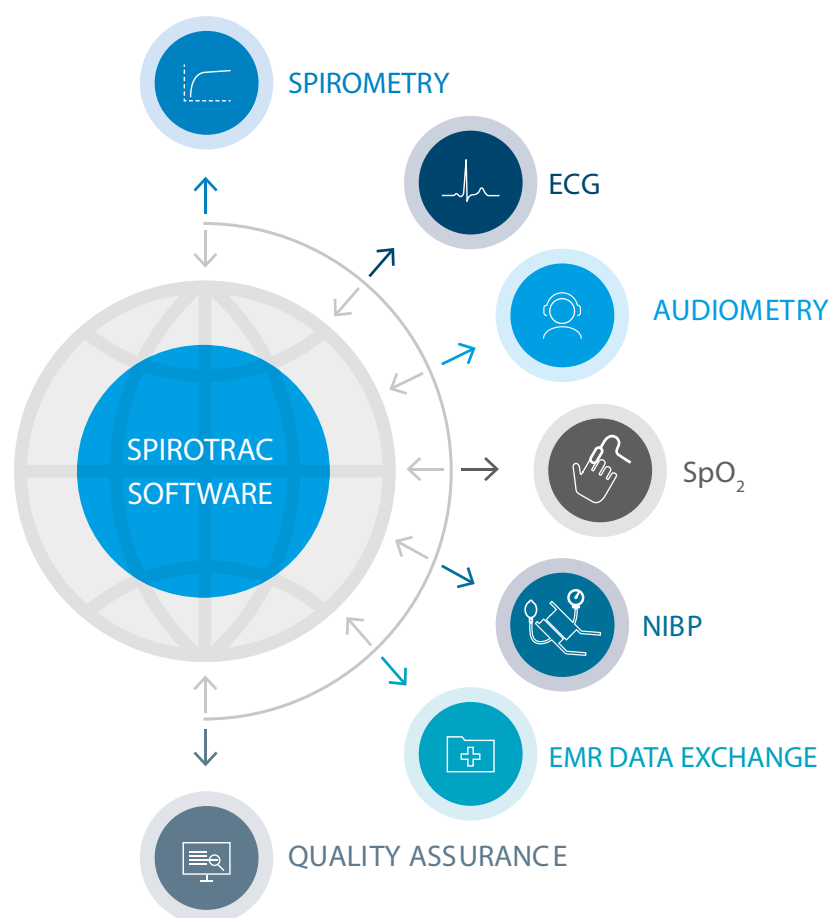 SPIROMETRY
ECG
AUDIOMETRY
SPIROTRAC
SOFTWARE
SpO₂
NIBP
EMR DATA EXCHANGE
QUALITY ASSURANCE